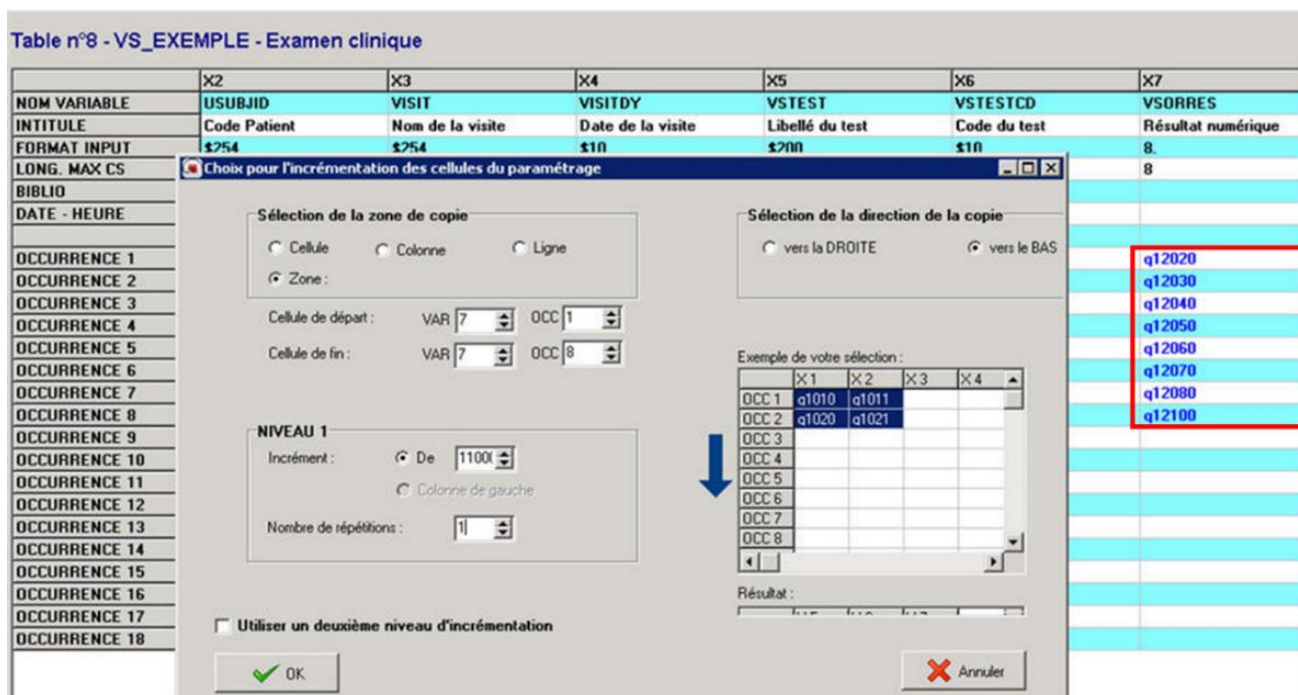 Table n°8 - VS_EXEMPLE - Examen clinique
X2 X3 X4 X5 X6 X7
NOM VARIABLE USUBJID VISIT VISITDY VSTEST VSTESTCD VSORRES
INTITULE Code Patient Nom de la visite Date de la visite Libellé du test Code du test Résultat numérique
FORMAT INPUT $254 $254 $10 $200 $10 8.
LONG. MAX CS 8
BIBLIO
DATE - HEURE
OCCURRENCE 1 q12020
OCCURRENCE 2 q12030
OCCURRENCE 3 q12040
OCCURRENCE 4 q12050
OCCURRENCE 5 q12060
OCCURRENCE 6 q12070
OCCURRENCE 7 q12080
OCCURRENCE 8 q12100
OCCURRENCE 9
OCCURRENCE 10
OCCURRENCE 11
OCCURRENCE 12
OCCURRENCE 13
OCCURRENCE 14
OCCURRENCE 15
OCCURRENCE 16
OCCURRENCE 17
OCCURRENCE 18
Choix pour l'incrémentation des cellules du paramétrage
Sélection de la zone de copie
Cellule Colonne Ligne
Zone :
Cellule de départ : VAR 7 OCC 1
Cellule de fin : VAR 7 OCC 8
NIVEAU 1
Incrément : De 1100
Colonne de gauche
Nombre de répétitions : 1
Utiliser un deuxième niveau d'incrémentation
OK
Sélection de la direction de la copie
vers la DROITE vers le BAS
Exemple de votre sélection :
X1 X2 X3 X4
OCC 1 q1010 q1011
OCC 2 q1020 q1021
OCC 3
OCC 4
OCC 5
OCC 6
OCC 7
OCC 8
Résultat :
Annuler